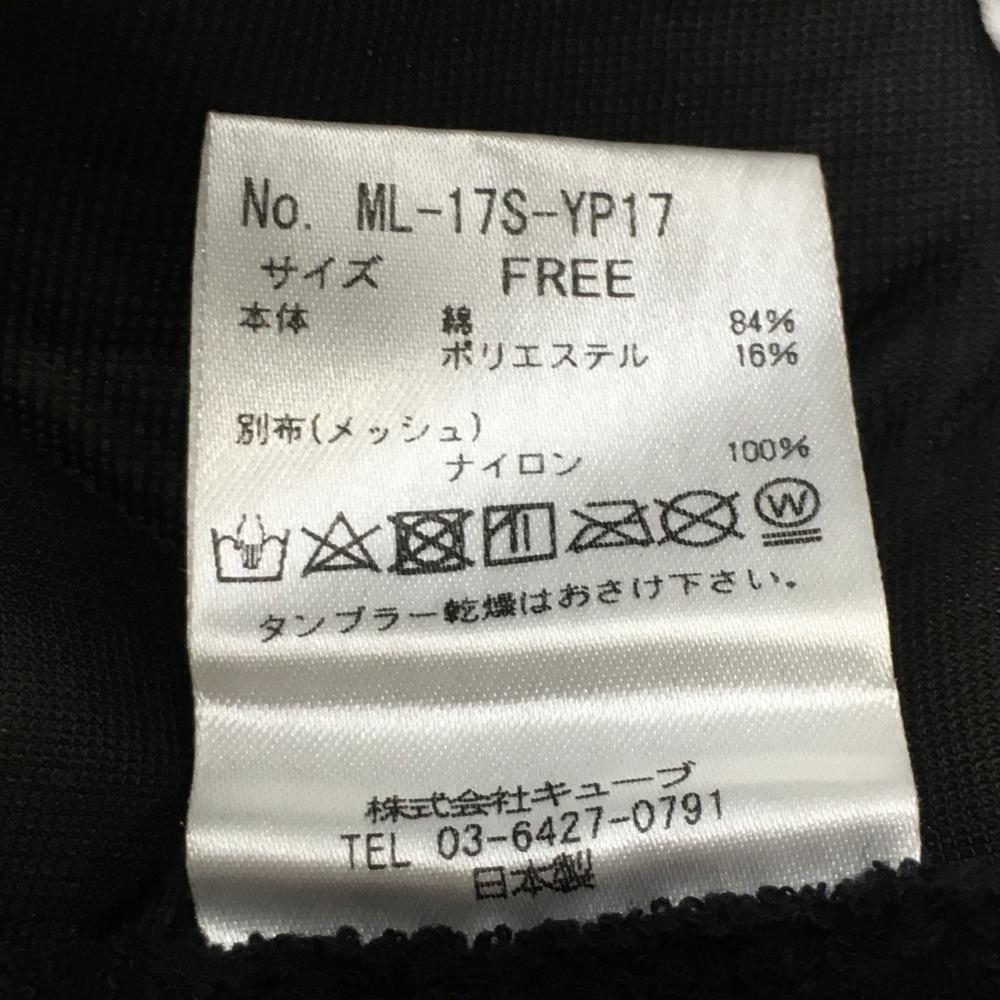 No. ML-17S-YP17
サイズ FREE
本体 綿 84%
ポリエステル 16%
別布(メッシュ)
ナイロン 100%
W
タンブラー乾燥はおさけ下さい。
株式会社キューブ
TEL 03-6427-0791
日本製